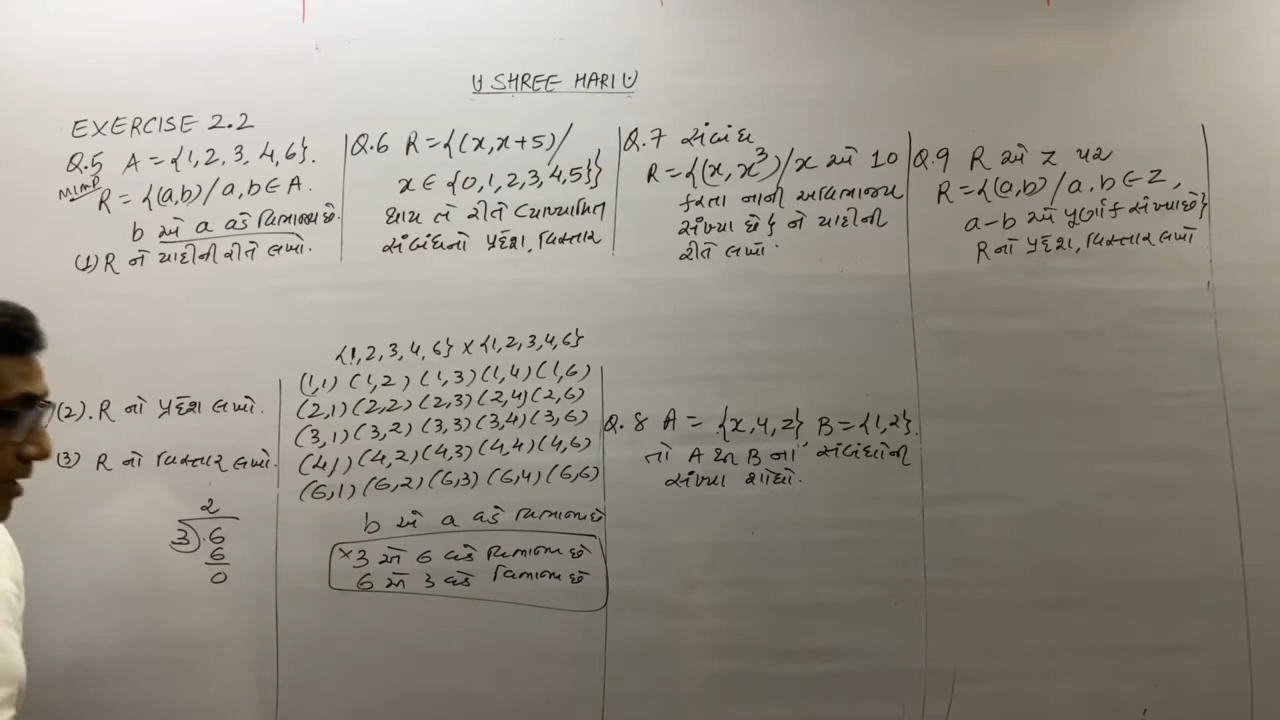 U SHREE HARI U
EXERCISE 2.2
Q.5 A = {1,2,3,4,6}.
MIMP R = {(a,b) / a,b ∈ A.
b એ a વડે વિભાજ્ય છે.
(1) R ને યાદીની રીતે લખો.
(2). R નો પ્રદેશ લખો.
(3) R નો વિસ્તાર લખો.
2
3 6
6
0
{1,2,3,4,6} × {1,2,3,4,6}
(1,1) (1,2) (1,3) (1,4) (1,6)
(2,1) (2,2) (2,3) (2,4) (2,6)
(3,1) (3,2) (3,3) (3,4) (3,6)
(4,1) (4,2) (4,3) (4,4) (4,6)
(6,1) (6,2) (6,3) (6,4) (6,6)
b એ a વડે વિભાજ્ય છે
×3 એ 6 વડે વિભાજ્ય છે
6 એ 3 વડે વિભાજ્ય છે
Q.6 R = {(x, x+5) /
x ∈ {0,1,2,3,4,5}}
થાય તે રીતે વ્યાખ્યાયિત
સંબંધનો પ્રદેશ, વિસ્તાર
Q.7 સંબંધ
R = {(x, x³) / x એ 10
કરતા નાની અવિભાજ્ય
સંખ્યા છે} ને યાદીની
રીતે લખો.
Q.8 A = {x,y,z} B = {1,2}.
તો A થી B ના સંબંધોની
સંખ્યા શોધો.
Q.9 R એ Z પર
R = {(a,b) / a,b ∈ Z,
a-b એ પૂર્ણાંક સંખ્યા છે}
R નો પ્રદેશ, વિસ્તાર લખો